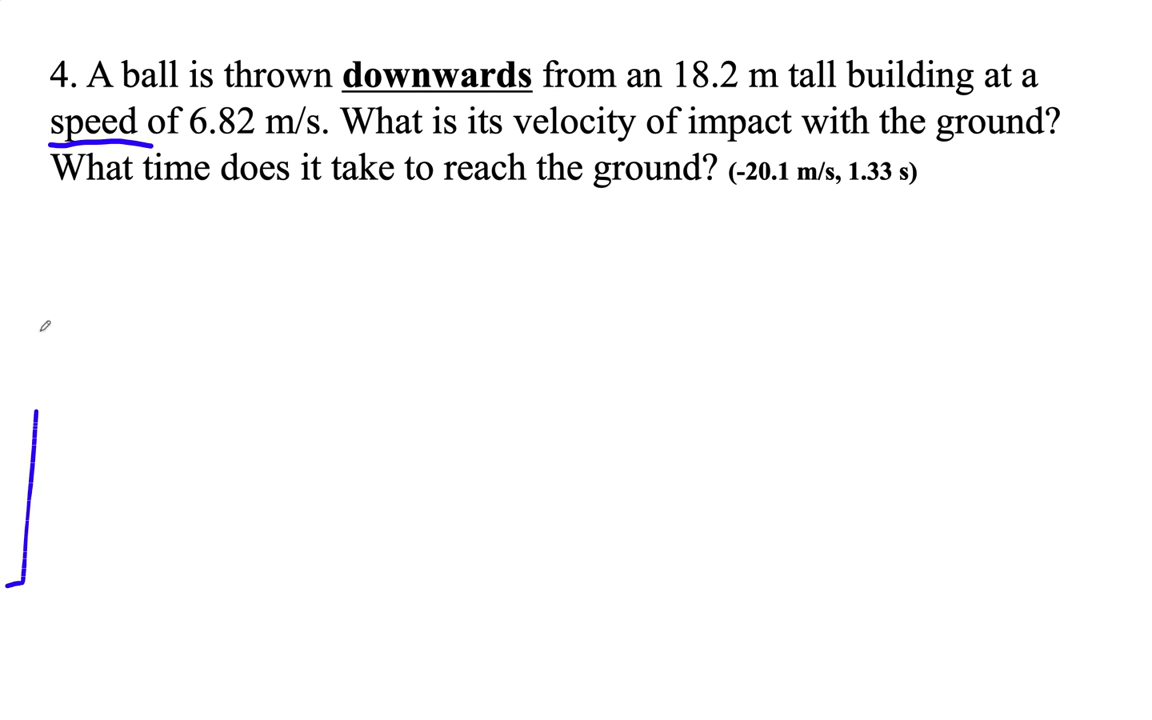 4. A ball is thrown downwards from an 18.2 m tall building at a
speed of 6.82 m/s. What is its velocity of impact with the ground?
What time does it take to reach the ground? (-20.1 m/s, 1.33 s)